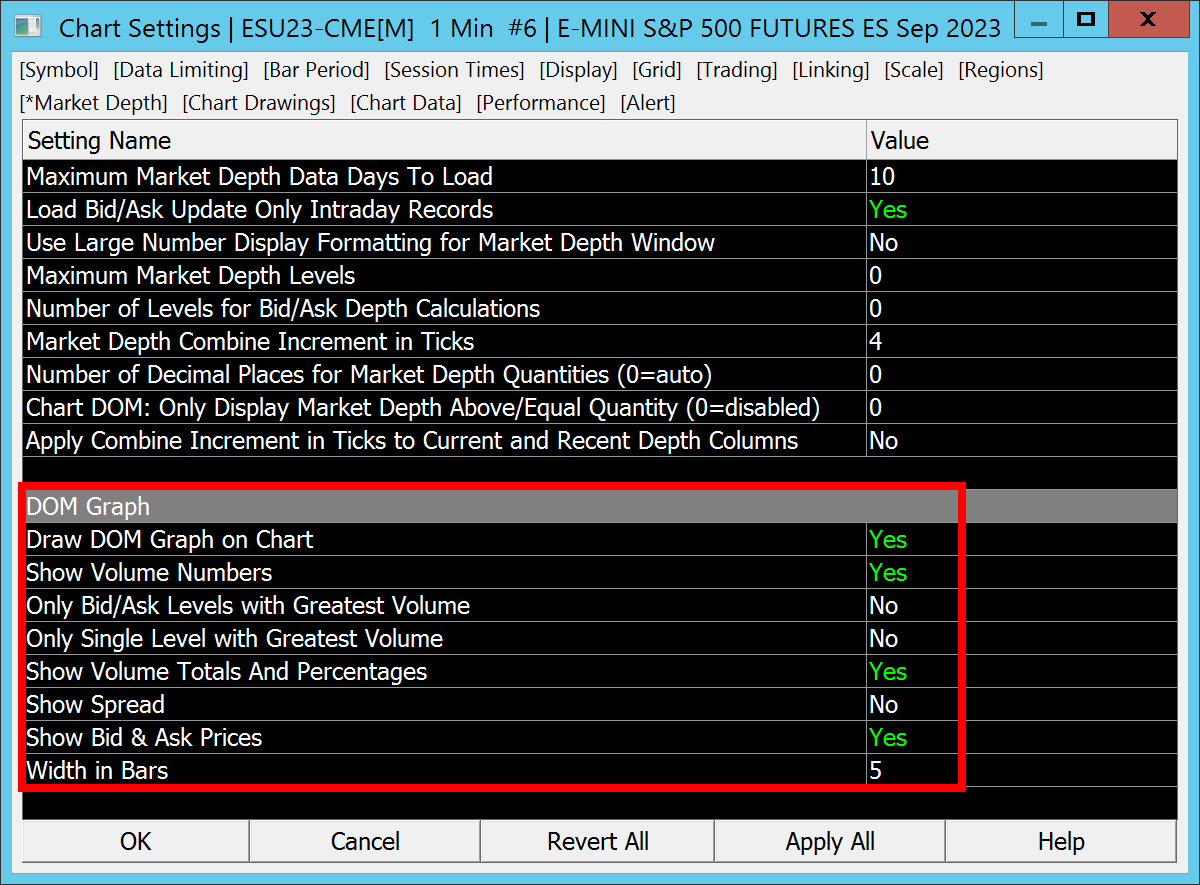 Chart Settings | ESU23-CME[M]  1 Min  #6 | E-MINI S&P 500 FUTURES ES Sep 2023
[Symbol] [Data Limiting] [Bar Period] [Session Times] [Display] [Grid] [Trading] [Linking] [Scale] [Regions]
[*Market Depth] [Chart Drawings] [Chart Data] [Performance] [Alert]
Setting Name Value
Maximum Market Depth Data Days To Load 10
Load Bid/Ask Update Only Intraday Records Yes
Use Large Number Display Formatting for Market Depth Window No
Maximum Market Depth Levels 0
Number of Levels for Bid/Ask Depth Calculations 0
Market Depth Combine Increment in Ticks 4
Number of Decimal Places for Market Depth Quantities (0=auto) 0
Chart DOM: Only Display Market Depth Above/Equal Quantity (0=disabled) 0
Apply Combine Increment in Ticks to Current and Recent Depth Columns No
DOM Graph
Draw DOM Graph on Chart Yes
Show Volume Numbers Yes
Only Bid/Ask Levels with Greatest Volume No
Only Single Level with Greatest Volume No
Show Volume Totals And Percentages Yes
Show Spread No
Show Bid & Ask Prices Yes
Width in Bars 5
OK Cancel Revert All Apply All Help